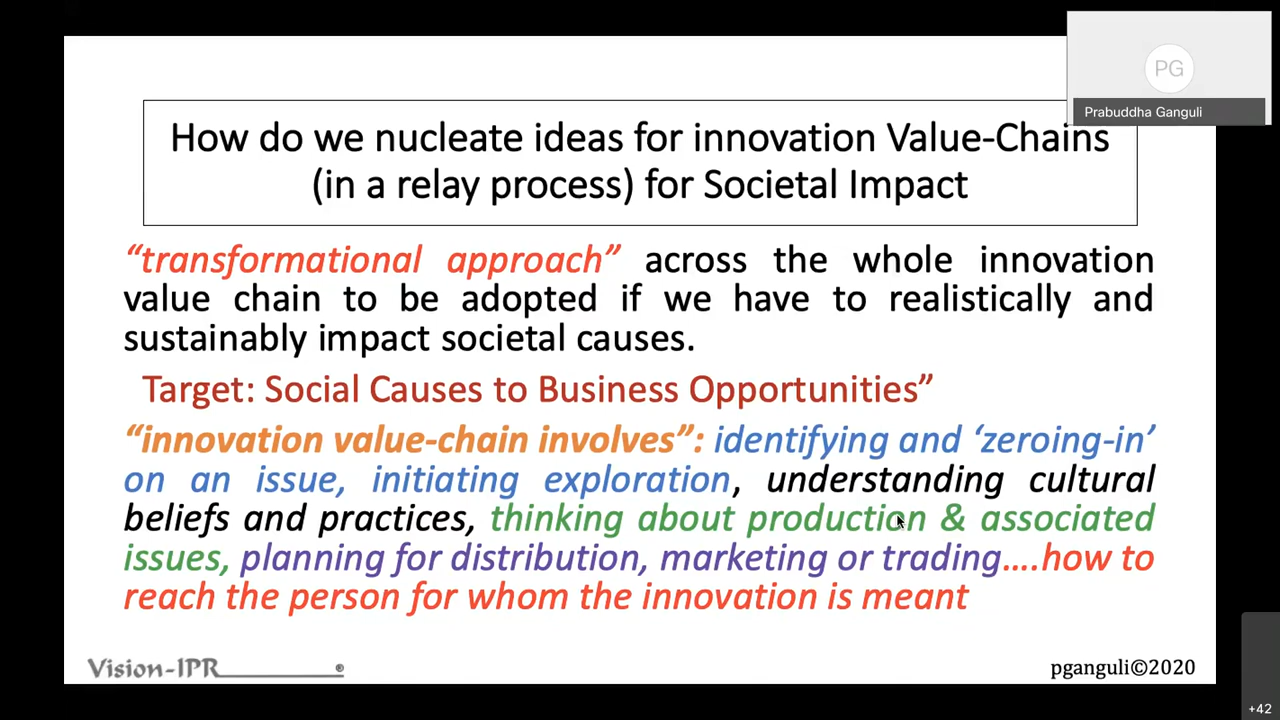 PG
Prabuddha Ganguli
How do we nucleate ideas for innovation Value-Chains
(in a relay process) for Societal Impact
“transformational approach” across the whole innovation
value chain to be adopted if we have to realistically and
sustainably impact societal causes.
Target: Social Causes to Business Opportunities”
“innovation value-chain involves”: identifying and ‘zeroing-in’
on an issue, initiating exploration, understanding cultural
beliefs and practices, thinking about production & associated
issues, planning for distribution, marketing or trading….how to
reach the person for whom the innovation is meant
Vision-IPR ®
pganguli©2020
+42